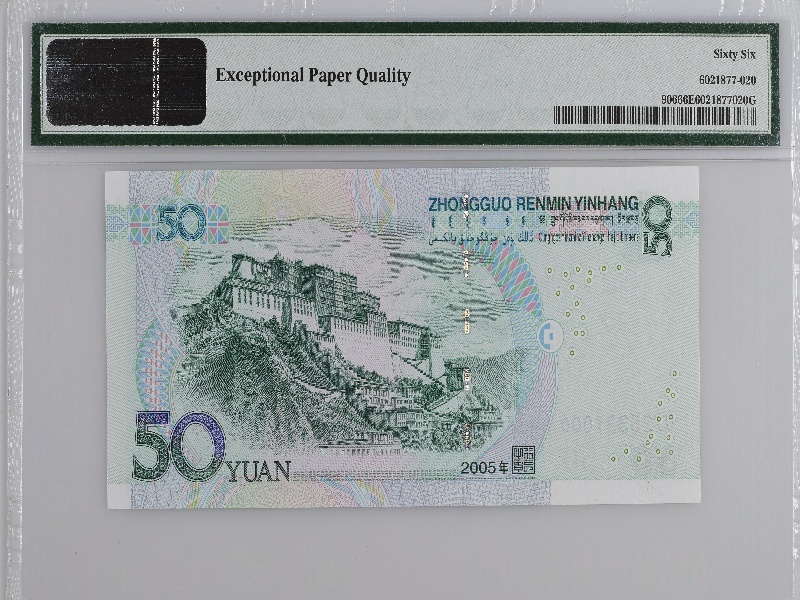 Exceptional Paper Quality
Sixty Six
6021877-020
90666E6021877020G
50
ZHONGGUO RENMIN YINHANG
50
50 YUAN
2005年